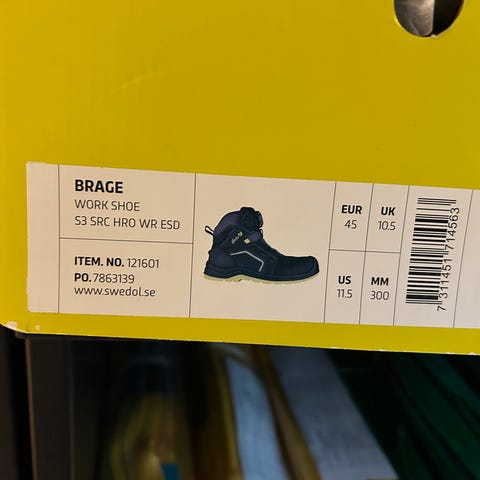 BRAGE
WORK SHOE
S3 SRC HRO WR ESD
ITEM. NO. 121601
PO. 7863139
www.swedol.se
EUR
45
UK
10.5
US
11.5
MM
300
7 311451 714563